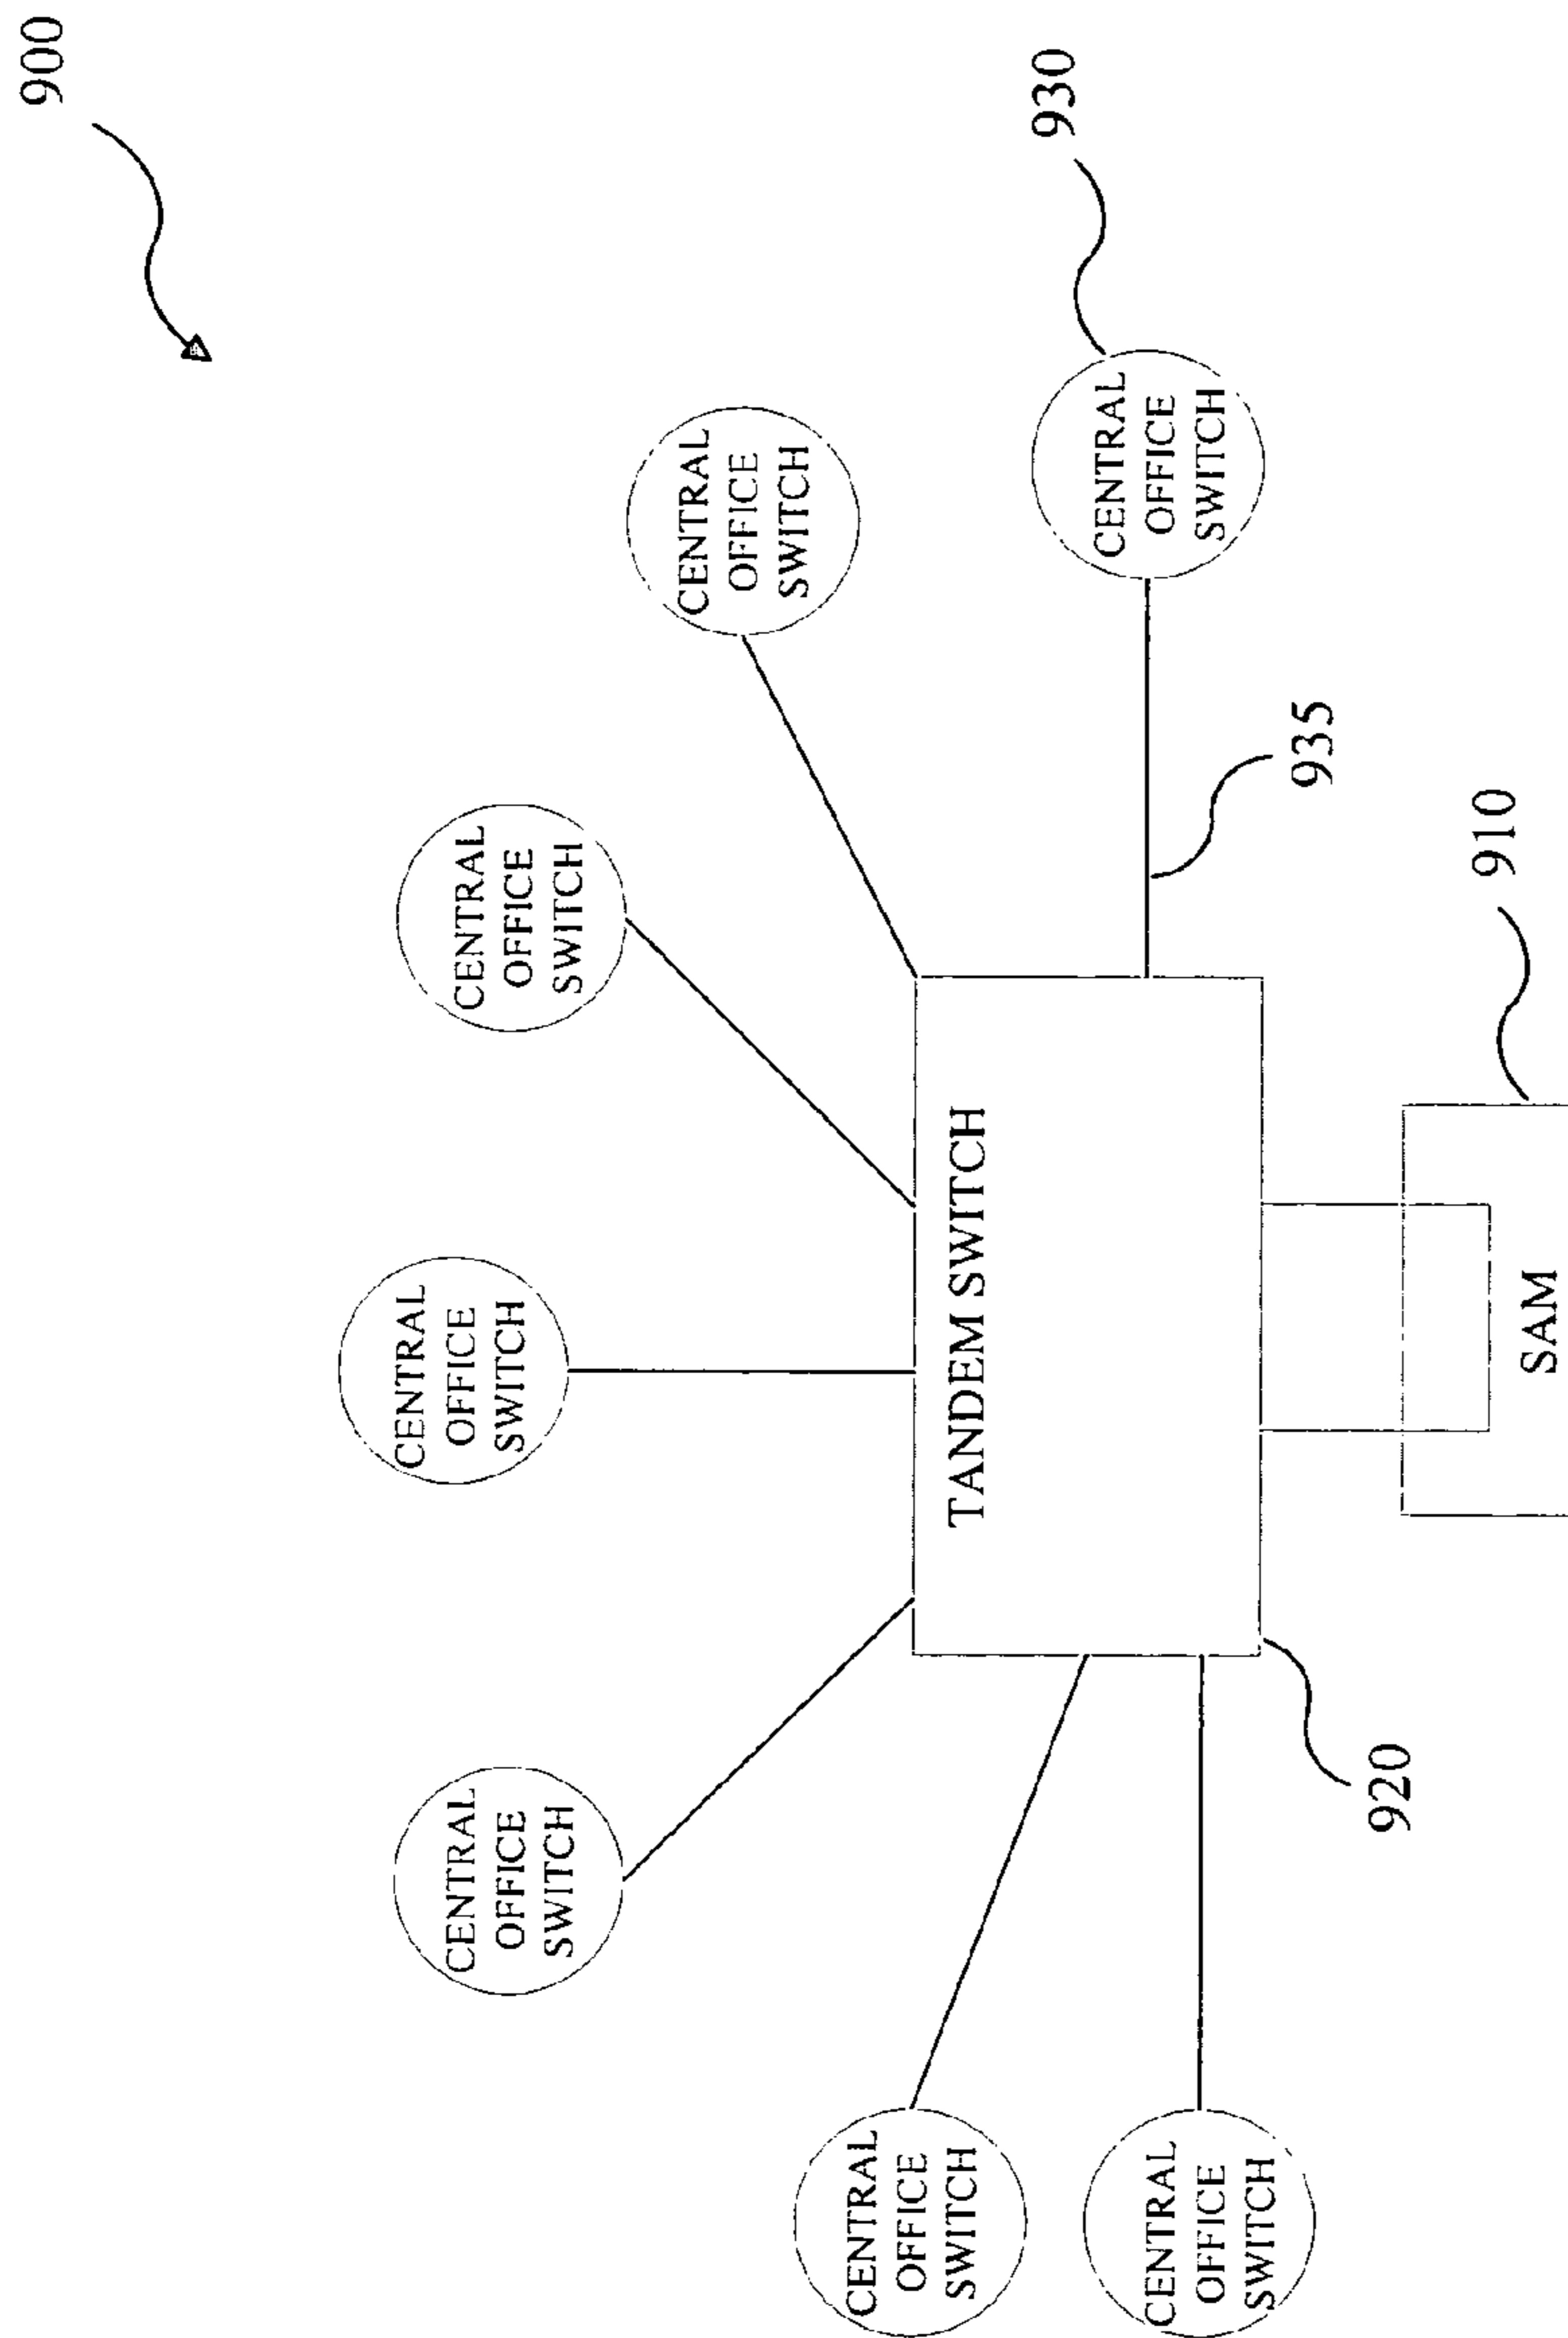 900
CENTRAL
OFFICE
SWITCH
CENTRAL
OFFICE
SWITCH
CENTRAL
OFFICE
SWITCH
CENTRAL
OFFICE
SWITCH
CENTRAL
OFFICE
SWITCH
CENTRAL
OFFICE
SWITCH
CENTRAL
OFFICE
SWITCH
930
TANDEM SWITCH
935
920
910
SAM